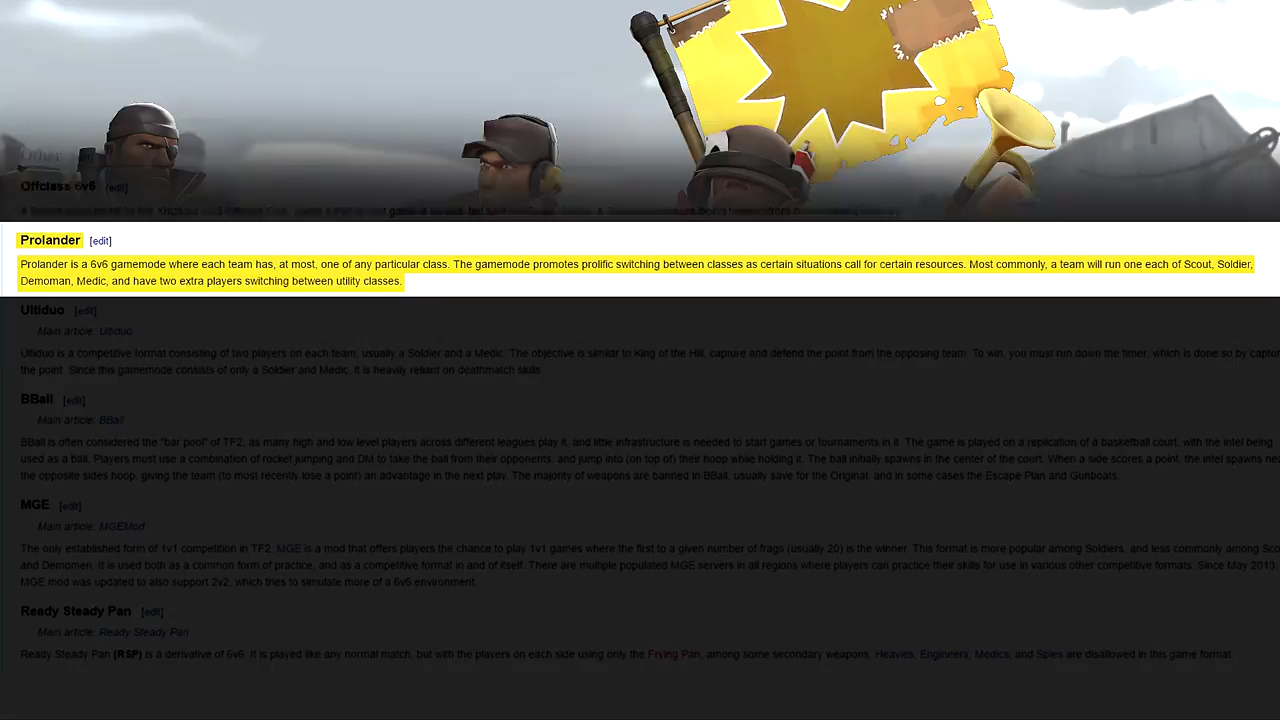 Other
Offclass 6v6 [edit]
Prolander [edit]
Prolander is a 6v6 gamemode where each team has, at most, one of any particular class. The gamemode promotes prolific switching between classes as certain situations call for certain resources. Most commonly, a team will run one each of Scout, Soldier,
Demoman, Medic, and have two extra players switching between utility classes.
Ultiduo [edit]
Main article: Ultiduo
Ultiduo is a competitive format consisting of two players on each team, usually a Soldier and a Medic. The objective is similar to King of the Hill, capture and defend the point from the opposing team. To win, you must run down the timer, which is done so by captur
the point. Since this gamemode consists of only a Soldier and Medic, it is heavily reliant on deathmatch skills
BBall [edit]
Main article: BBall
BBall is often considered the "bar pool" of TF2, as many high and low level players across different leagues play it, and little infrastructure is needed to start games or tournaments in it. The game is played on a replication of a basketball court, with the intel being
used as a ball. Players must use a combination of rocket jumping and DM to take the ball from their opponents, and jump into (on top of) their hoop while holding it. The ball initially spawns in the center of the court. When a side scores a point, the intel spawns nea
the opposite sides hoop, giving the team (to most recently lose a point) an advantage in the next play. The majority of weapons are banned in BBall, usually save for the Original, and in some cases the Escape Plan and Gunboats.
MGE [edit]
Main article: MGEMod
The only established form of 1v1 competition in TF2, MGE is a mod that offers players the chance to play 1v1 games where the first to a given number of frags (usually 20) is the winner. This format is more popular among Soldiers, and less commonly among Sco
and Demomen. It is used both as a common form of practice, and as a competitive format in and of itself. There are multiple populated MGE servers in all regions where players can practice their skills for use in various other competitive formats. Since May 2013,
MGE mod was updated to also support 2v2, which tries to simulate more of a 6v6 environment.
Ready Steady Pan [edit]
Main article: Ready Steady Pan
Ready Steady Pan (RSP) is a derivative of 6v6. It is played like any normal match, but with the players on each side using only the Frying Pan, among some secondary weapons. Heavies, Engineers, Medics, and Spies are disallowed in this game format.